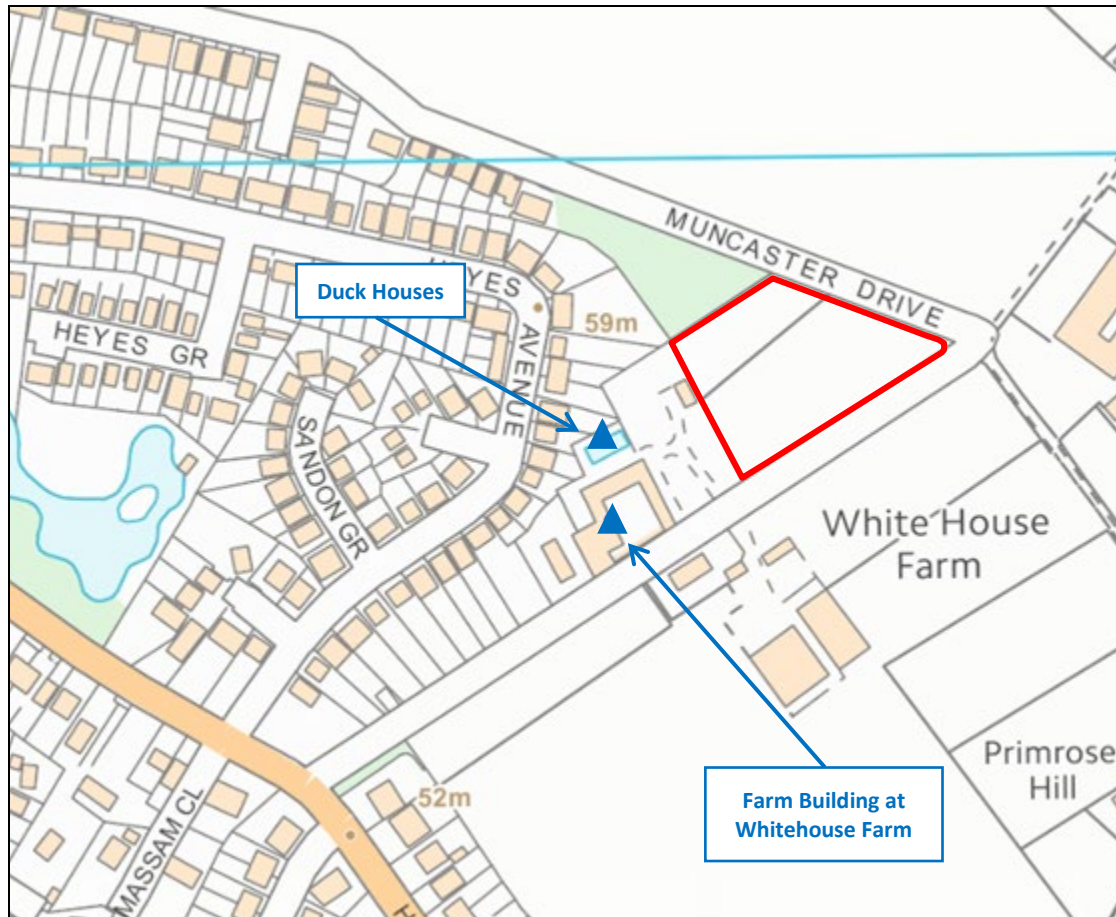 MUNCASTER DRIVE
HEYES AVENUE
Duck Houses
59m
HEYES GR
SANDON GR
White House
Farm
Primrose
Hill
Farm Building at
Whitehouse Farm
52m
MASSAM CL
H